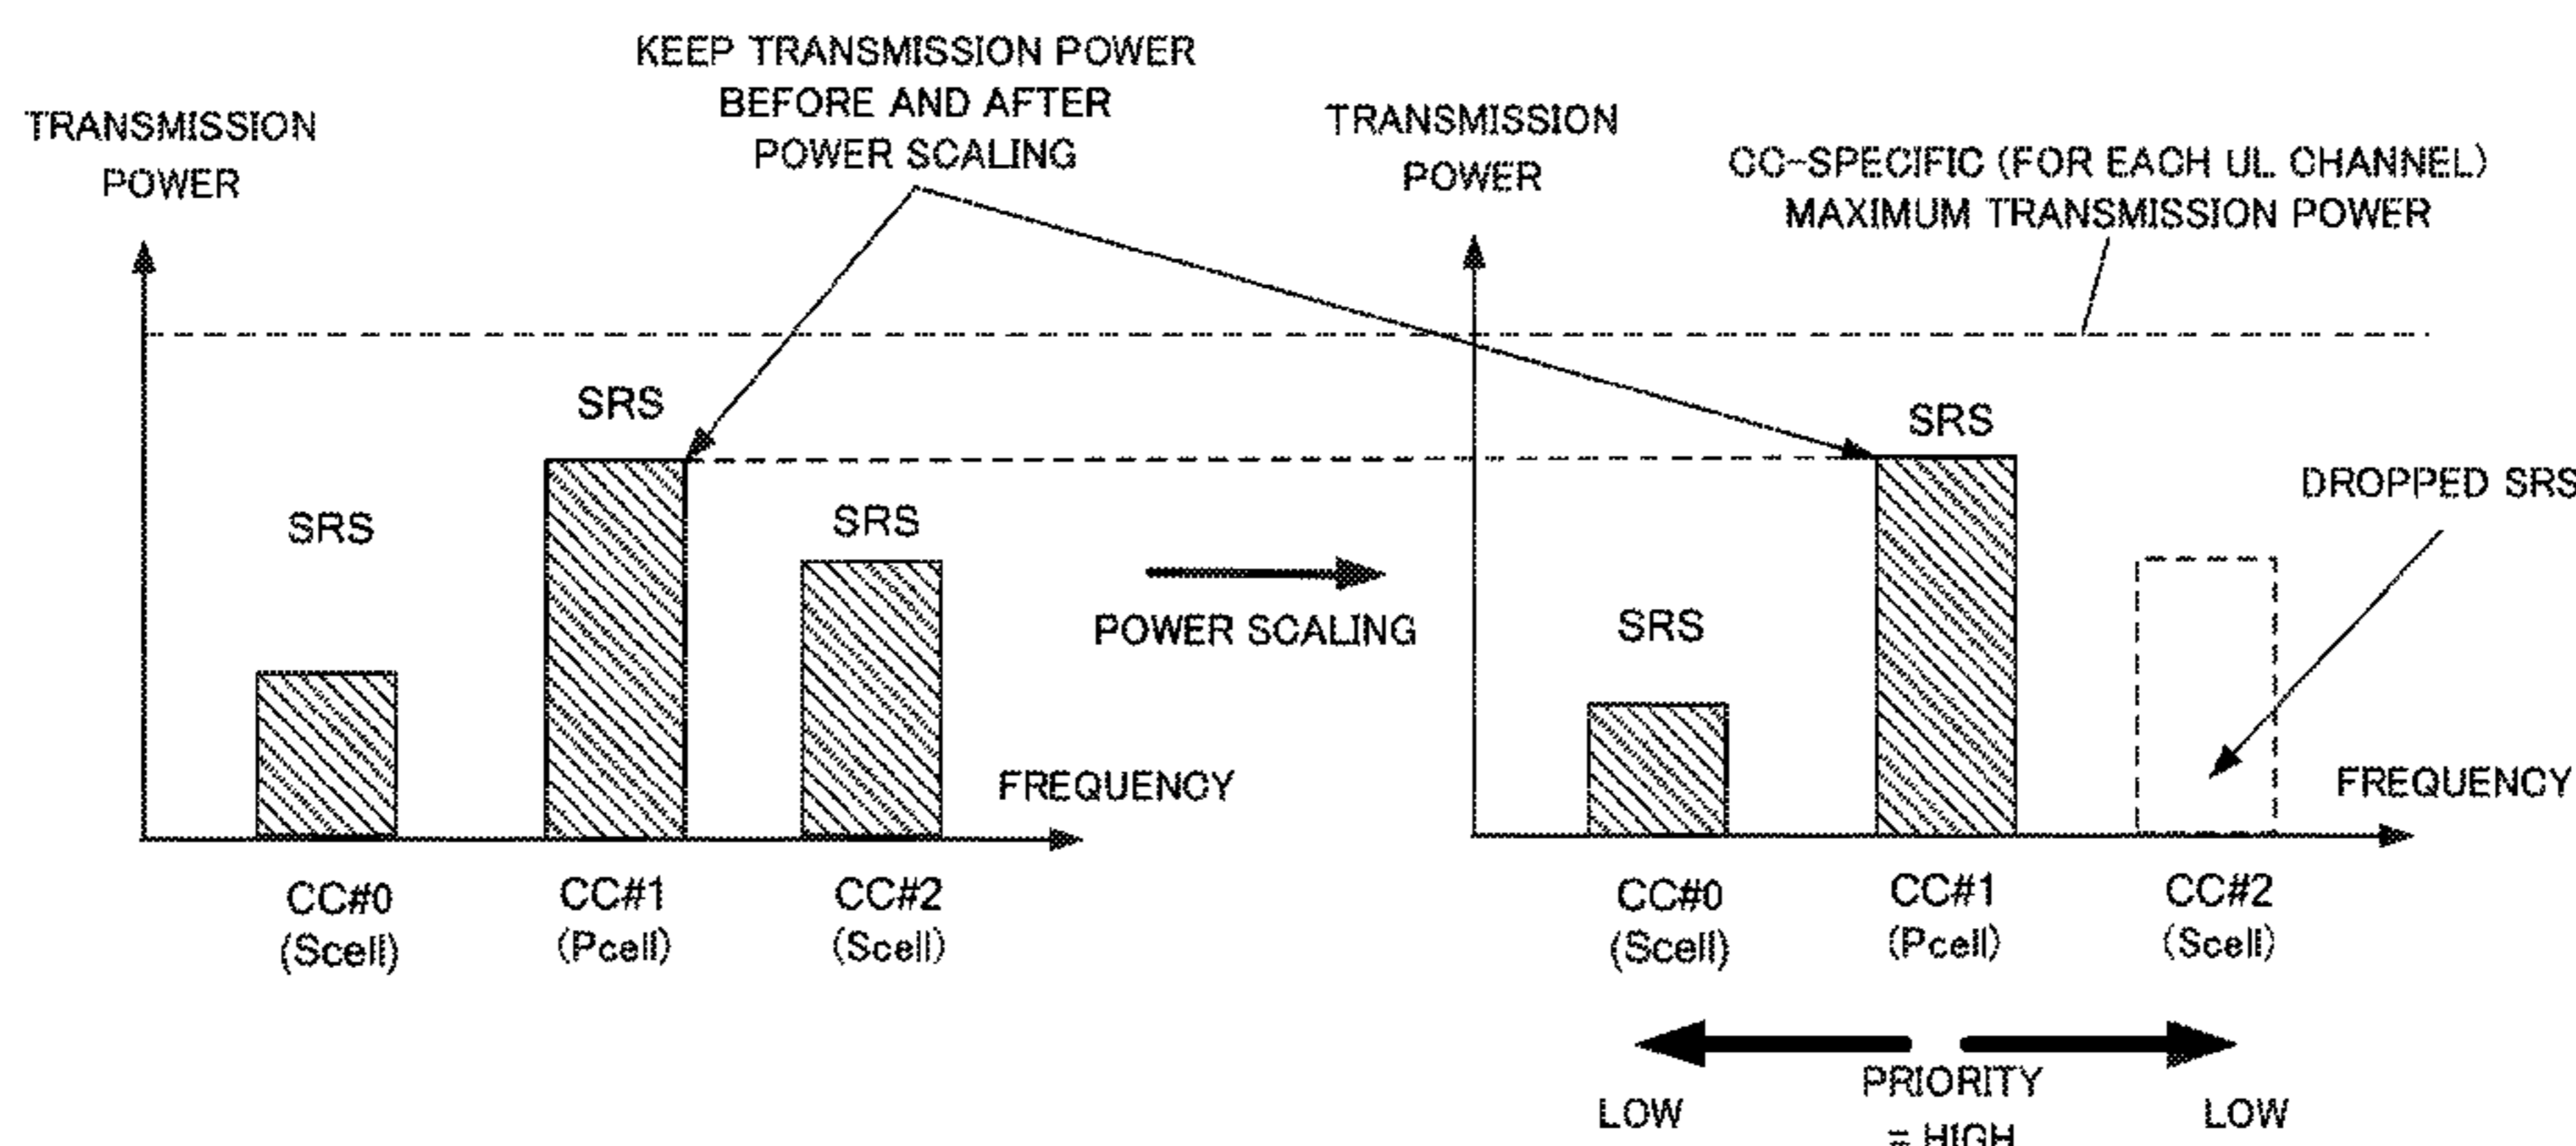 KEEP TRANSMISSION POWER
BEFORE AND AFTER
POWER SCALING
TRANSMISSION
POWER
TRANSMISSION
POWER
CC-SPECIFIC (FOR EACH UL CHANNEL)
MAXIMUM TRANSMISSION POWER
SRS
SRS
SRS
POWER SCALING
FREQUENCY
CC#0
(Scell)
CC#1
(Pcell)
CC#2
(Scell)
SRS
SRS
DROPPED SRS
FREQUENCY
CC#0
(Scell)
CC#1
(Pcell)
CC#2
(Scell)
LOW
PRIORITY
= HIGH
LOW